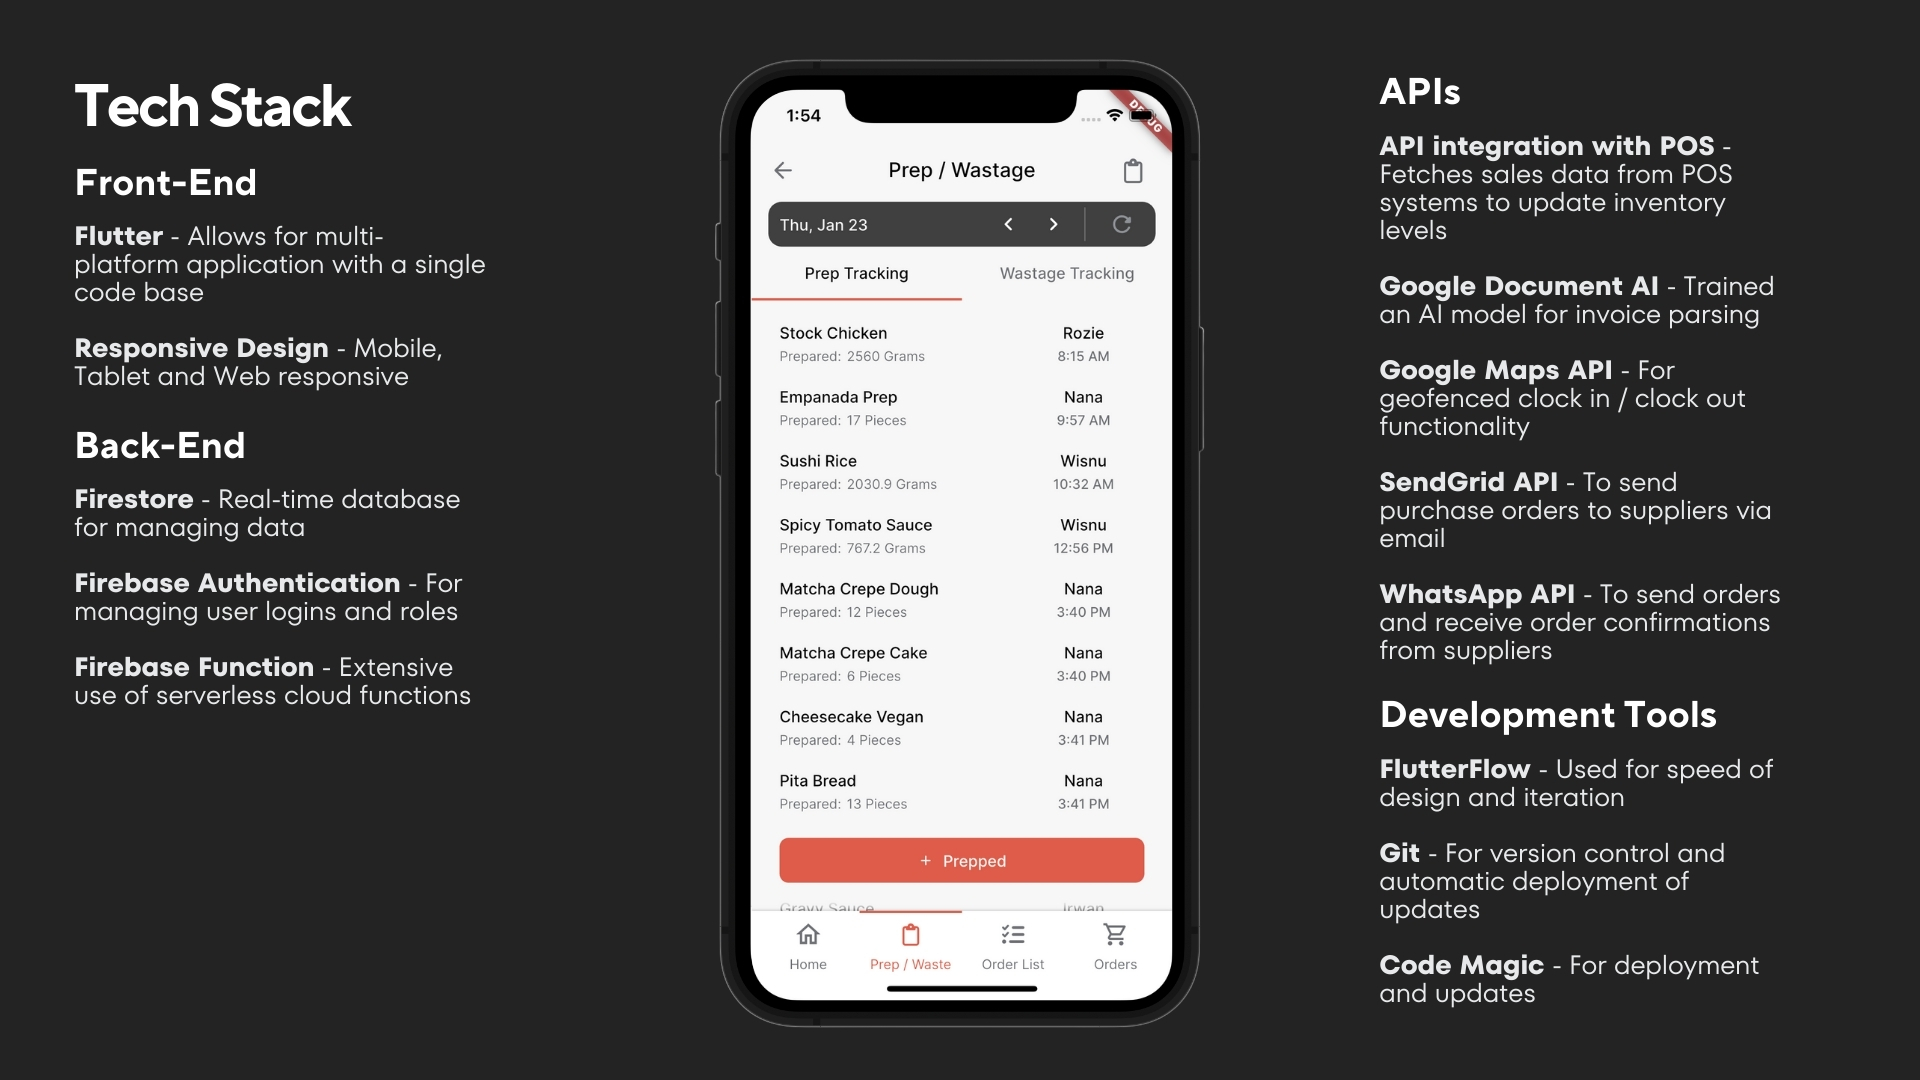 Tech Stack
Front-End
Flutter - Allows for multi-
platform application with a single
code base
Responsive Design - Mobile,
Tablet and Web responsive
Back-End
Firestore - Real-time database
for managing data
Firebase Authentication - For
managing user logins and roles
Firebase Function - Extensive
use of serverless cloud functions
1:54
DEBUG
Prep / Wastage
Thu, Jan 23
Prep Tracking Wastage Tracking
Stock Chicken Rozie
Prepared: 2560 Grams 8:15 AM
Empanada Prep Nana
Prepared: 17 Pieces 9:57 AM
Sushi Rice Wisnu
Prepared: 2030.9 Grams 10:32 AM
Spicy Tomato Sauce Wisnu
Prepared: 767.2 Grams 12:56 PM
Matcha Crepe Dough Nana
Prepared: 12 Pieces 3:40 PM
Matcha Crepe Cake Nana
Prepared: 6 Pieces 3:40 PM
Cheesecake Vegan Nana
Prepared: 4 Pieces 3:41 PM
Pita Bread Nana
Prepared: 13 Pieces 3:41 PM
+ Prepped
Gravy Sauce Irwan
Home Prep / Waste Order List Orders
APIs
API integration with POS -
Fetches sales data from POS
systems to update inventory
levels
Google Document AI - Trained
an AI model for invoice parsing
Google Maps API - For
geofenced clock in / clock out
functionality
SendGrid API - To send
purchase orders to suppliers via
email
WhatsApp API - To send orders
and receive order confirmations
from suppliers
Development Tools
FlutterFlow - Used for speed of
design and iteration
Git - For version control and
automatic deployment of
updates
Code Magic - For deployment
and updates